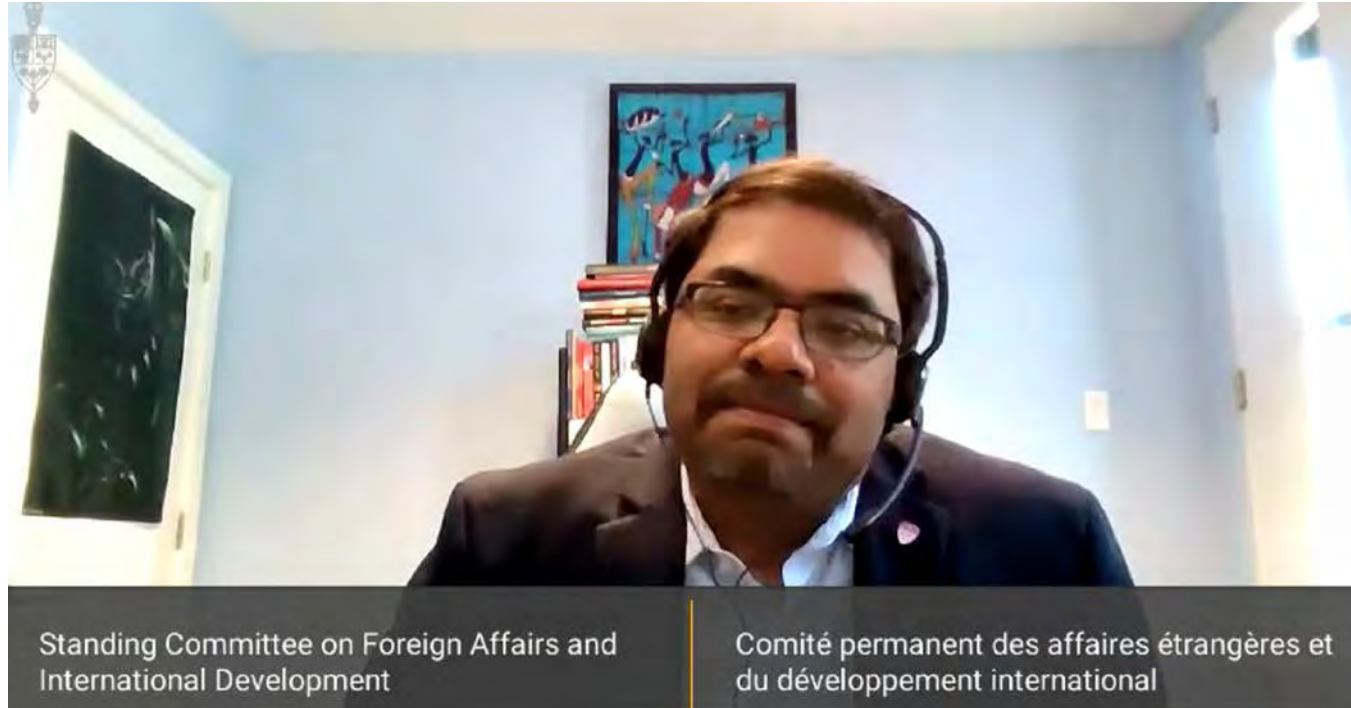 Standing Committee on Foreign Affairs and
International Development
Comité permanent des affaires étrangères et
du développement international